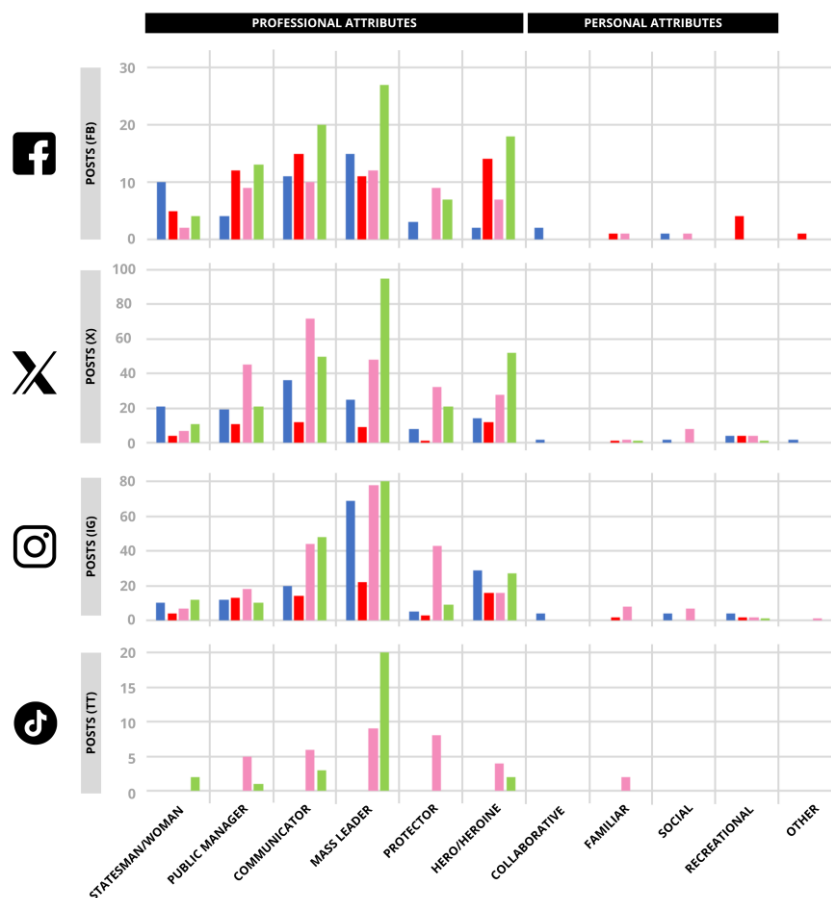 PROFESSIONAL ATTRIBUTES
PERSONAL ATTRIBUTES
POSTS (FB)
30
20
10
0
POSTS (X)
100
80
60
40
20
0
POSTS (IG)
80
60
40
20
0
POSTS (TT)
20
15
10
5
0
STATESMAN/WOMAN
PUBLIC MANAGER
COMMUNICATOR
MASS LEADER
PROTECTOR
HERO/HEROINE
COLLABORATIVE
FAMILIAR
SOCIAL
RECREATIONAL
OTHER